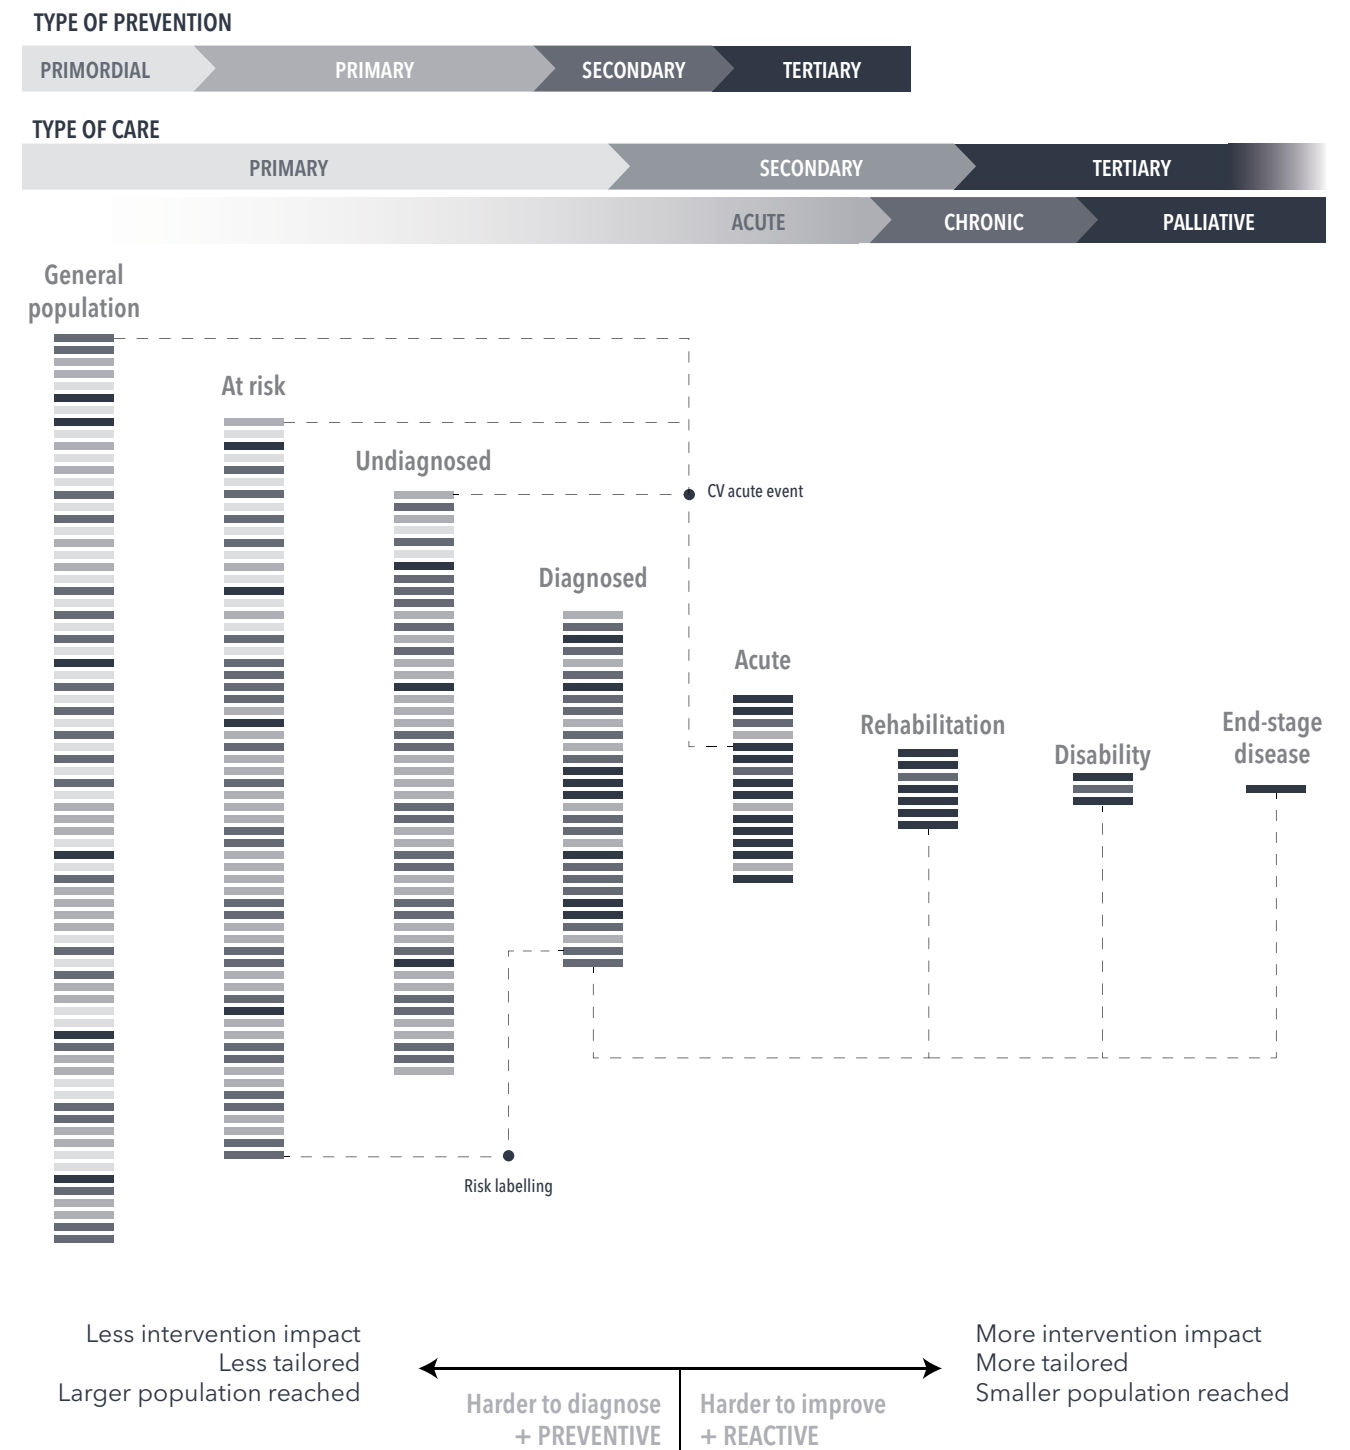 TYPE OF PREVENTION
PRIMORDIAL
PRIMARY
SECONDARY
TERTIARY
TYPE OF CARE
PRIMARY
SECONDARY
TERTIARY
ACUTE
CHRONIC
PALLIATIVE
General
population
At risk
Undiagnosed
CV acute event
Diagnosed
Acute
Rehabilitation
Disability
End-stage
disease
Risk labelling
Less intervention impact
Less tailored
Larger population reached
More intervention impact
More tailored
Smaller population reached
Harder to diagnose
+ PREVENTIVE
Harder to improve
+ REACTIVE